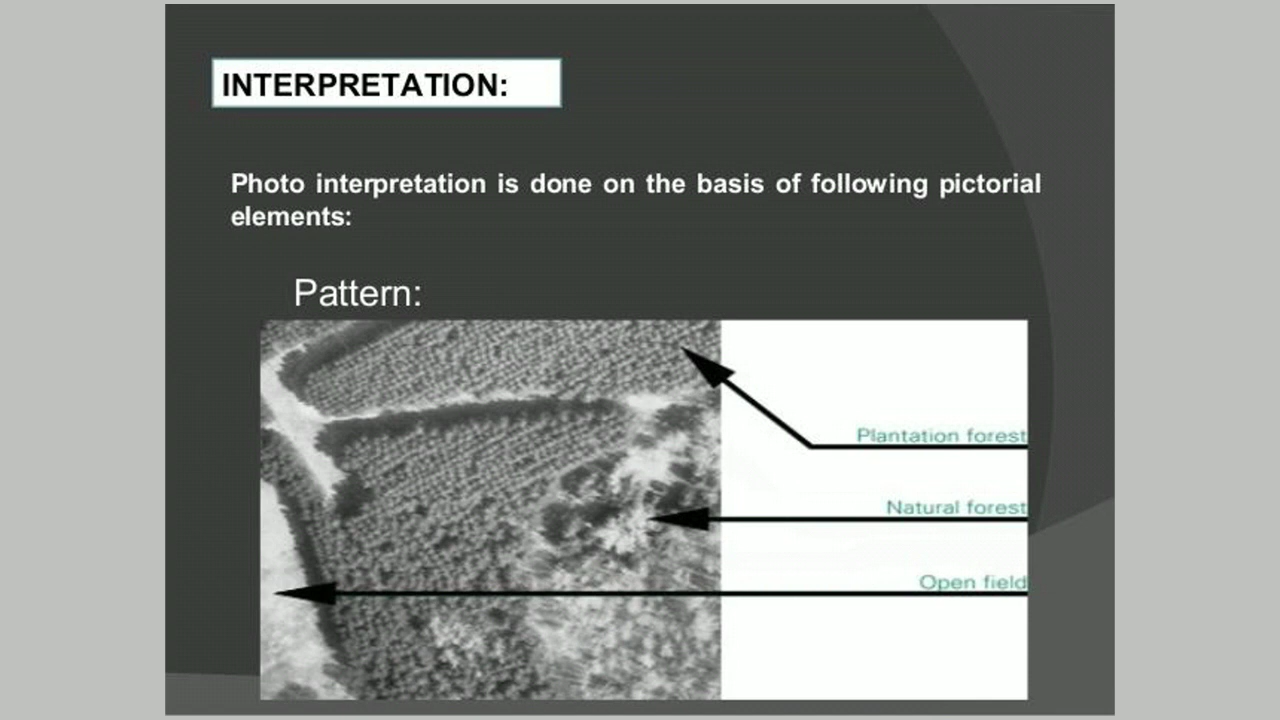 INTERPRETATION:
Photo interpretation is done on the basis of following pictorial
elements:
Pattern:
Plantation forest
Natural forest
Open field